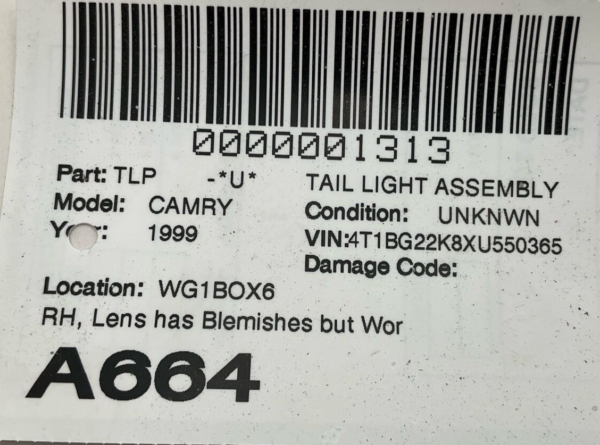 0000001313
Part: TLP -*U* TAIL LIGHT ASSEMBLY
Model: CAMRY Condition: UNKNWN
1999 VIN:4T1BG22K8XU550365
Damage Code:
Location: WG1BOX6
RH, Lens has Blemishes but Wor
A664